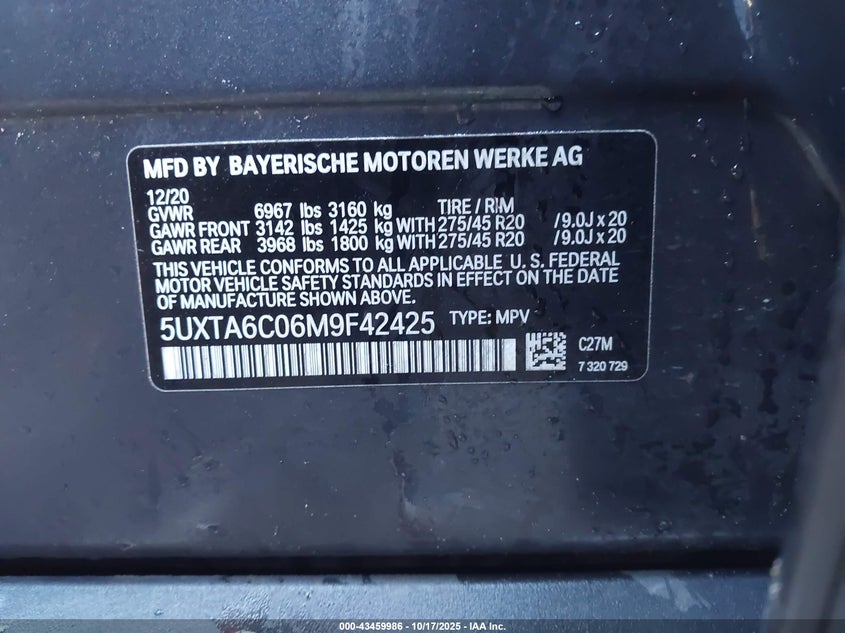 MFD BY BAYERISCHE MOTOREN WERKE AG
12/20
GVWR 6967 lbs 3160 kg TIRE / RIM
GAWR FRONT 3142 lbs 1425 kg WITH 275/45 R20 /9.0J x 20
GAWR REAR 3968 lbs 1800 kg WITH 275/45 R20 /9.0J x 20
THIS VEHICLE CONFORMS TO ALL APPLICABLE U. S. FEDERAL
MOTOR VEHICLE SAFETY STANDARDS IN EFFECT ON THE DATE
OF MANUFACTURE SHOWN ABOVE.
5UXTA6C06M9F42425 TYPE: MPV
C27M
7 320 729
000-43459986 - 10/17/2025 - IAA Inc.